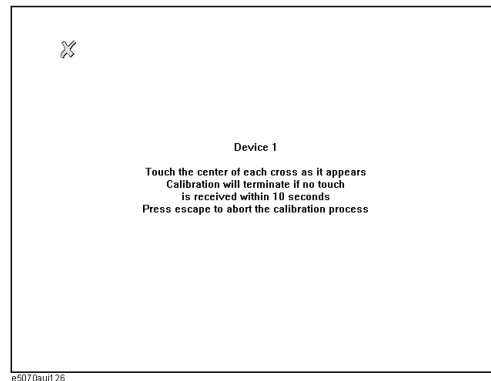 Device 1
Touch the center of each cross as it appears
Calibration will terminate if no touch
is received within 10 seconds
Press escape to abort the calibration process
e5070auj126